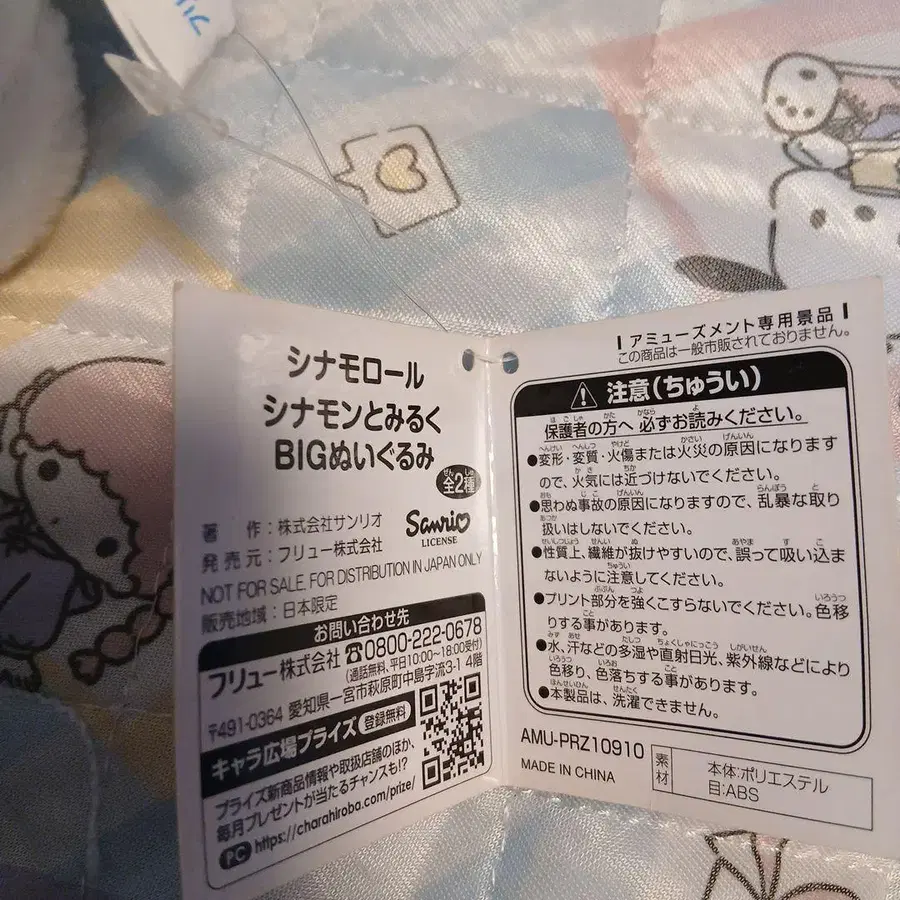 シナモロール
シナモンとみるく
BIGぬいぐるみ
全2種
著　作：株式会社サンリオ
発売元：フリュー株式会社
Sanrio
LICENSE
NOT FOR SALE, FOR DISTRIBUTION IN JAPAN ONLY
販売地域：日本限定
お問い合わせ先
フリュー株式会社 ☎0800-222-0678
(通話無料、平日10:00〜18:00受付)
〒491-0364 愛知県一宮市萩原町中島字流3-1 4階
キャラ広場プライズ 登録無料
プライズ新商品情報や取扱店舗のほか、
毎月プレゼントが当たるチャンスも!?
PC https://charahiroba.com/prize/
アミューズメント専用景品
この商品は一般市販されておりません。
注意(ちゅうい)
保護者の方へ 必ずお読みください。
●変形・変質・火傷または火災の原因になります
ので、火気には近づけないでください。
●思わぬ事故の原因になりますので、乱暴な取り
扱いはしないでください。
●性質上、繊維が抜けやすいので、誤って吸い込ま
ないように注意してください。
●プリント部分を強くこすらないでください。色移
りする事があります。
●水、汗などの多湿や直射日光、紫外線などにより
色移り、色落ちする事があります。
●本製品は、洗濯できません。
AMU-PRZ10910
MADE IN CHINA
素材
本体:ポリエステル
目:ABS